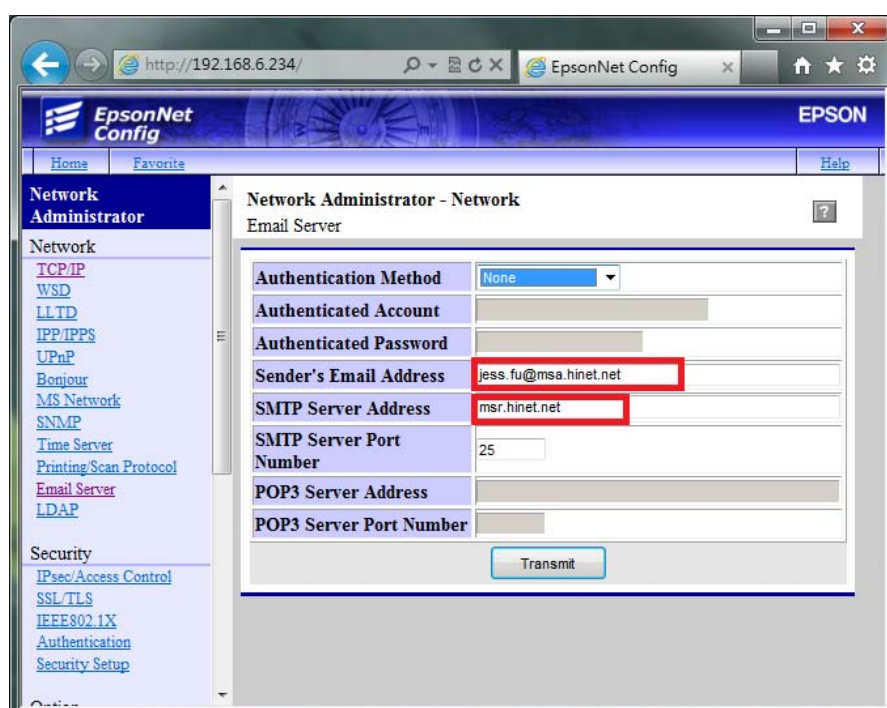 http://192.168.6.234/
EpsonNet Config
EpsonNet
Config
EPSON
Home
Favorite
Help
Network
Administrator
Network
TCP/IP
WSD
LLTD
IPP/IPPS
UPnP
Bonjour
MS Network
SNMP
Time Server
Printing/Scan Protocol
Email Server
LDAP
Security
IPsec/Access Control
SSL/TLS
IEEE802.1X
Authentication
Security Setup
Network Administrator - Network
Email Server
?
Authentication Method None
Authenticated Account
Authenticated Password
Sender's Email Address jess.fu@msa.hinet.net
SMTP Server Address msr.hinet.net
SMTP Server Port
Number 25
POP3 Server Address
POP3 Server Port Number
Transmit